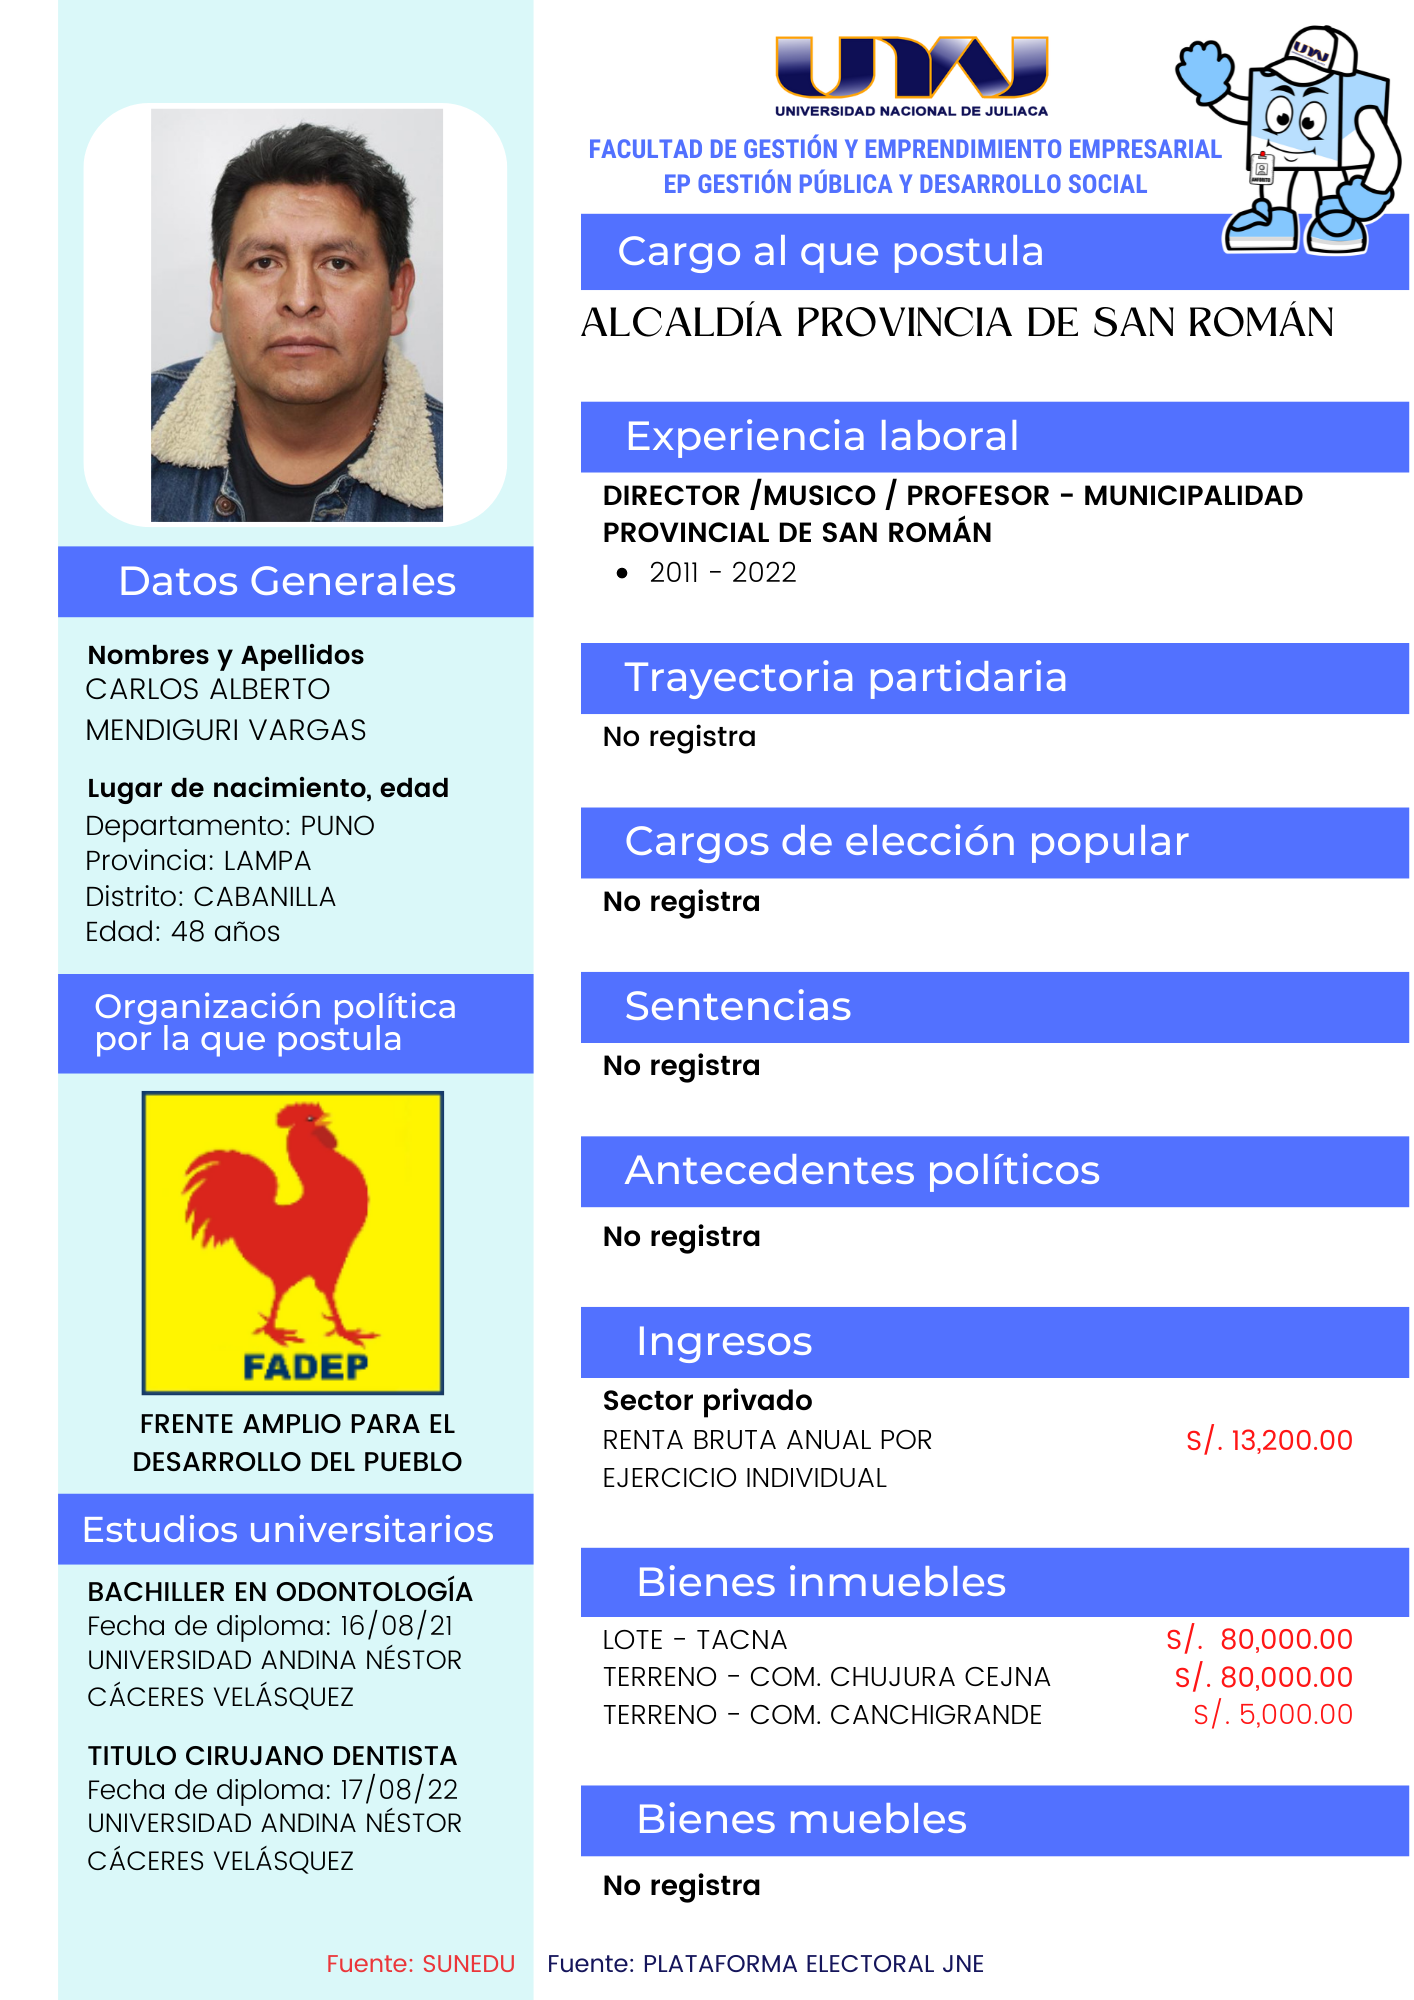 Datos Generales
Nombres y Apellidos
CARLOS ALBERTO
MENDIGURI VARGAS
Lugar de nacimiento, edad
Departamento: PUNO
Provincia: LAMPA
Distrito: CABANILLA
Edad: 48 años
Organización política
por la que postula
FADEP
FRENTE AMPLIO PARA EL
DESARROLLO DEL PUEBLO
Estudios universitarios
BACHILLER EN ODONTOLOGÍA
Fecha de diploma: 16/08/21
UNIVERSIDAD ANDINA NÉSTOR
CÁCERES VELÁSQUEZ
TITULO CIRUJANO DENTISTA
Fecha de diploma: 17/08/22
UNIVERSIDAD ANDINA NÉSTOR
CÁCERES VELÁSQUEZ
Fuente: SUNEDU
UNAJ
UNIVERSIDAD NACIONAL DE JULIACA
UNAJ
ANFORITO
FACULTAD DE GESTIÓN Y EMPRENDIMIENTO EMPRESARIAL
EP GESTIÓN PÚBLICA Y DESARROLLO SOCIAL
Cargo al que postula
ALCALDÍA PROVINCIA DE SAN ROMÁN
Experiencia laboral
DIRECTOR /MUSICO / PROFESOR - MUNICIPALIDAD
PROVINCIAL DE SAN ROMÁN
• 2011 - 2022
Trayectoria partidaria
No registra
Cargos de elección popular
No registra
Sentencias
No registra
Antecedentes políticos
No registra
Ingresos
Sector privado
RENTA BRUTA ANUAL POR S/. 13,200.00
EJERCICIO INDIVIDUAL
Bienes inmuebles
LOTE - TACNA S/. 80,000.00
TERRENO - COM. CHUJURA CEJNA S/. 80,000.00
TERRENO - COM. CANCHIGRANDE S/. 5,000.00
Bienes muebles
No registra
Fuente: PLATAFORMA ELECTORAL JNE